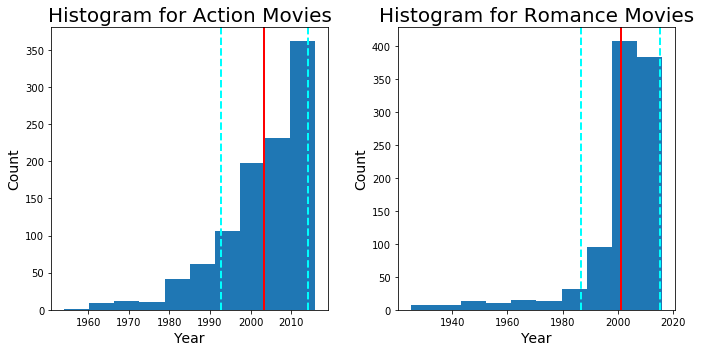 Histogram for Action Movies
350
300
250
200
150
100
50
0
Count
1960 1970 1980 1990 2000 2010
Year
Histogram for Romance Movies
400
350
300
250
200
150
100
50
0
Count
1940 1960 1980 2000 2020
Year